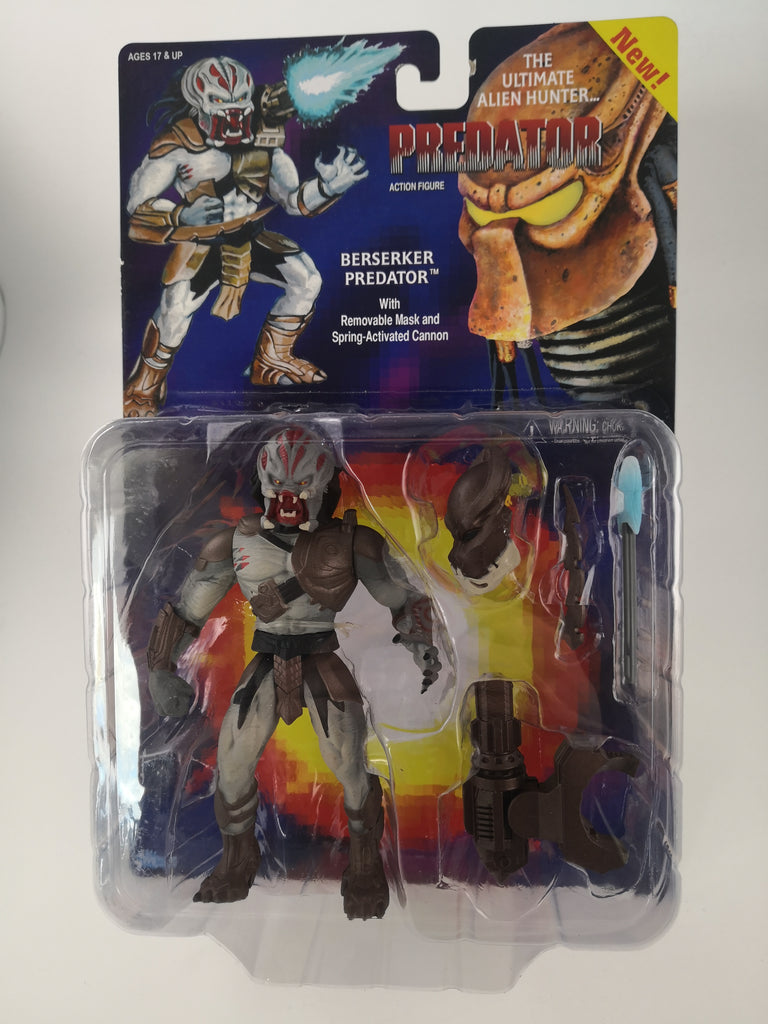 AGES 17 & UP
New!
THE
ULTIMATE
ALIEN HUNTER...
PREDATOR
ACTION FIGURE
BERSERKER
PREDATOR™
With
Removable Mask and
Spring-Activated Cannon
WARNING: